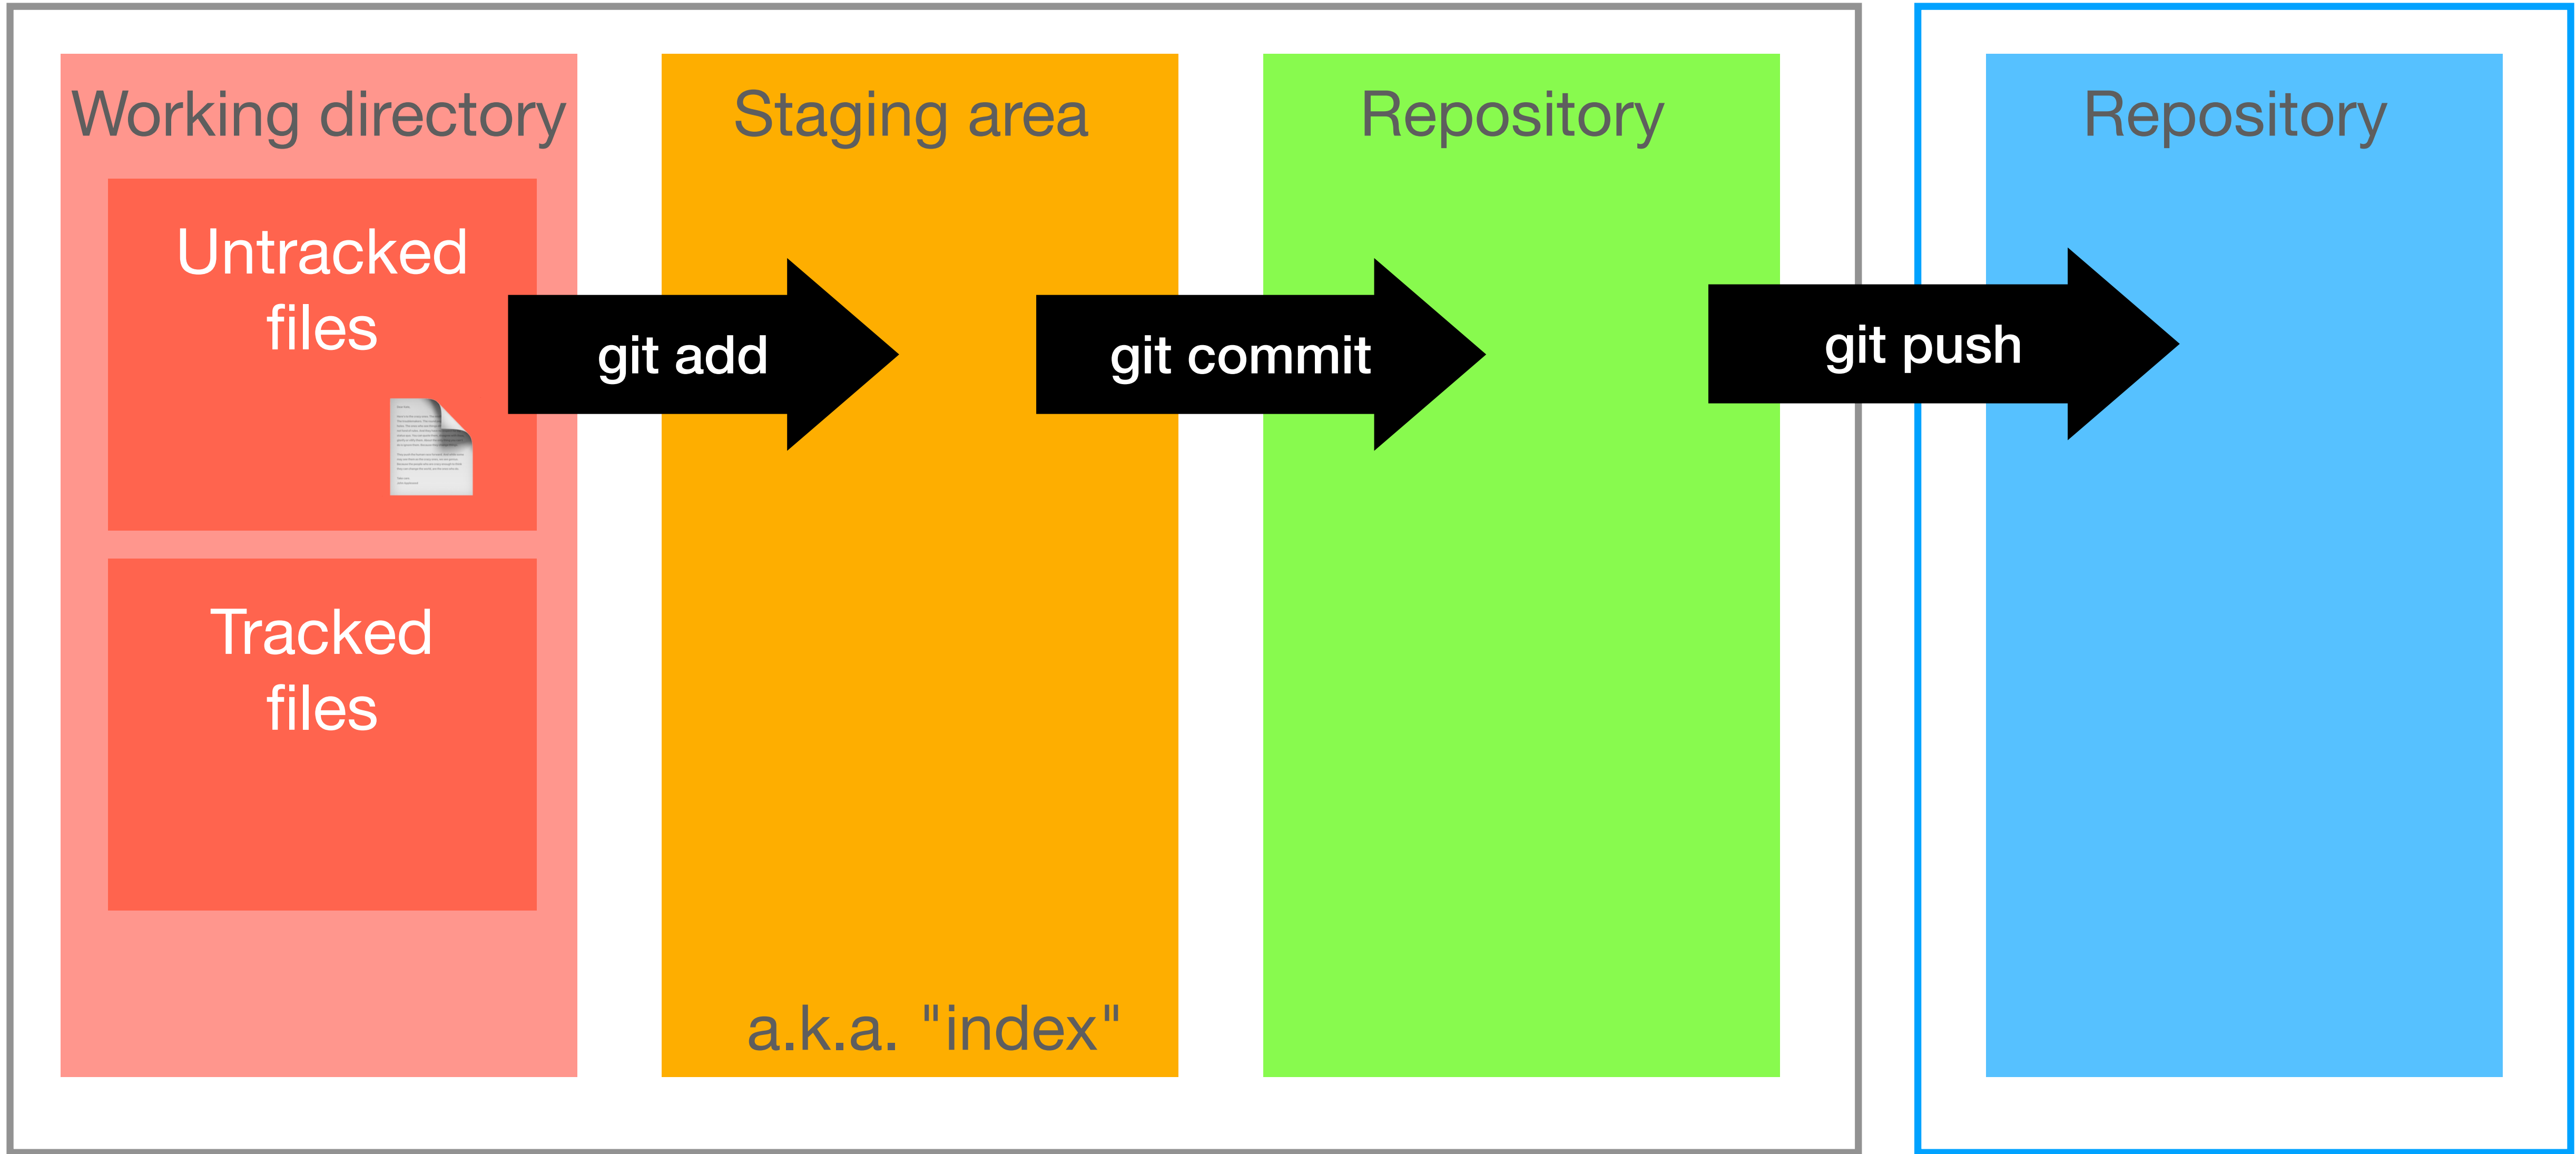 Working directory
Staging area
Repository
Repository
Untracked
files
git add
git commit
git push
Tracked
files
a.k.a. "index"